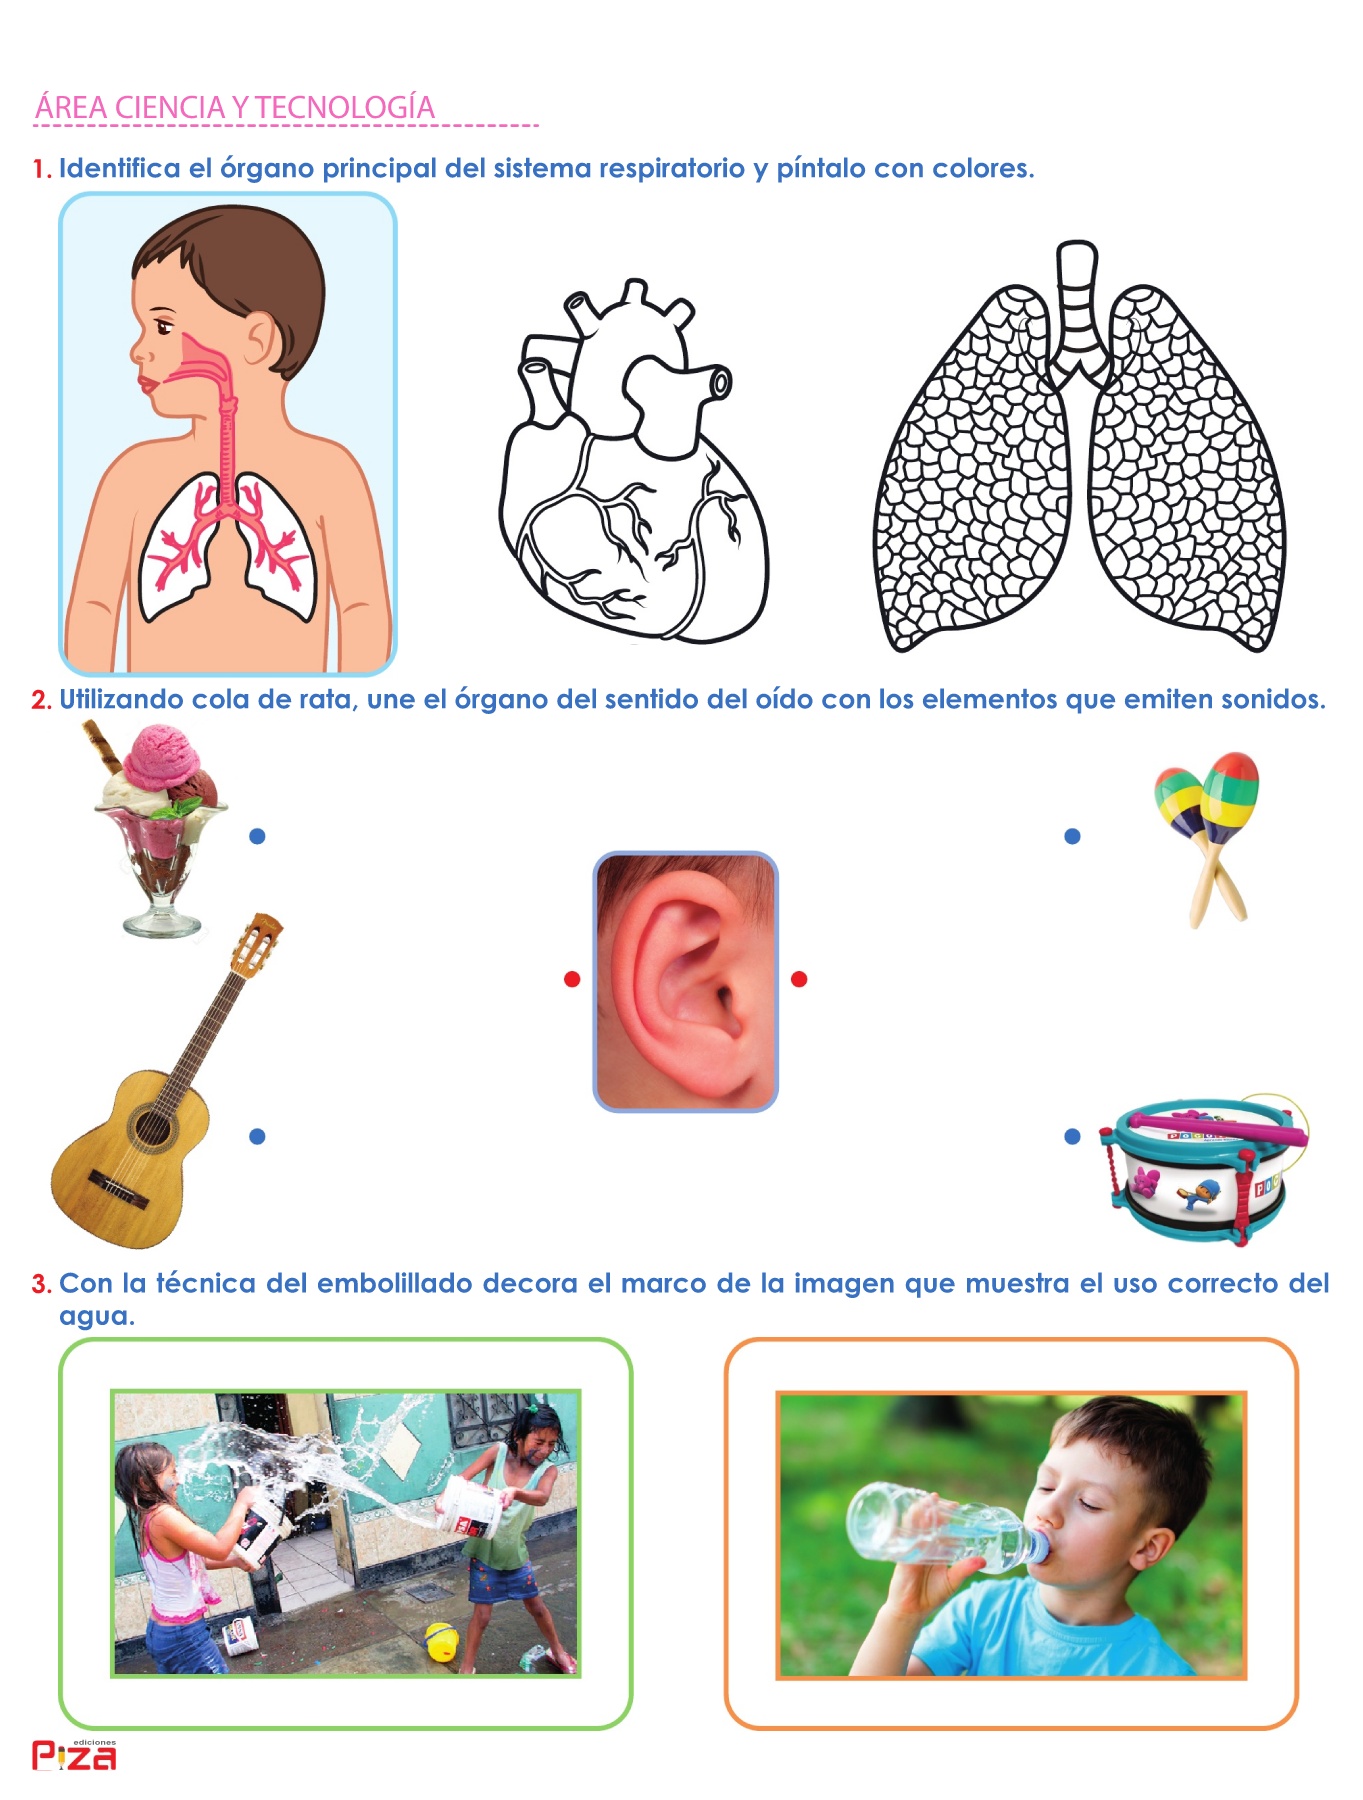 ÁREA CIENCIA Y TECNOLOGÍA
1. Identifica el órgano principal del sistema respiratorio y píntalo con colores.
2. Utilizando cola de rata, une el órgano del sentido del oído con los elementos que emiten sonidos.
3. Con la técnica del embolillado decora el marco de la imagen que muestra el uso correcto del
agua.
ediciones
Piza